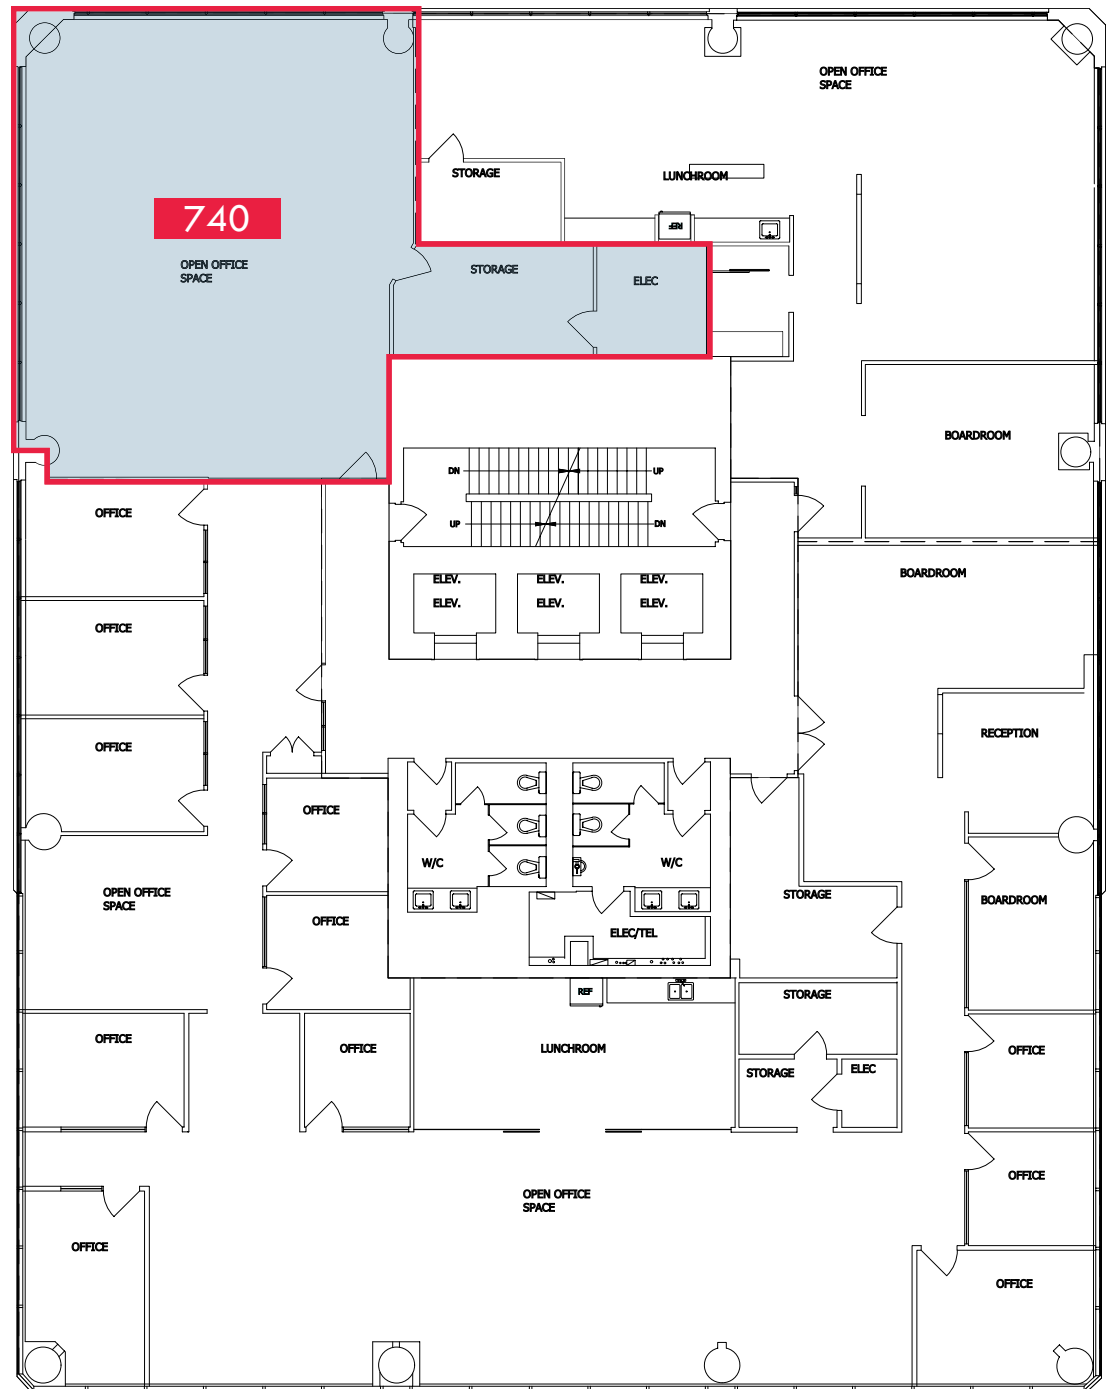 OPEN OFFICE
SPACE
STORAGE
LUNCHROOM
REF
740
OPEN OFFICE
SPACE
STORAGE
ELEC
BOARDROOM
DN
UP
UP
DN
OFFICE
ELEV.
ELEV.
ELEV.
ELEV.
ELEV.
ELEV.
BOARDROOM
OFFICE
OFFICE
RECEPTION
OFFICE
W/C
W/C
OPEN OFFICE
SPACE
STORAGE
BOARDROOM
OFFICE
ELEC/TEL
REF
STORAGE
OFFICE
OFFICE
LUNCHROOM
OFFICE
STORAGE
ELEC
OFFICE
OPEN OFFICE
SPACE
OFFICE
OFFICE